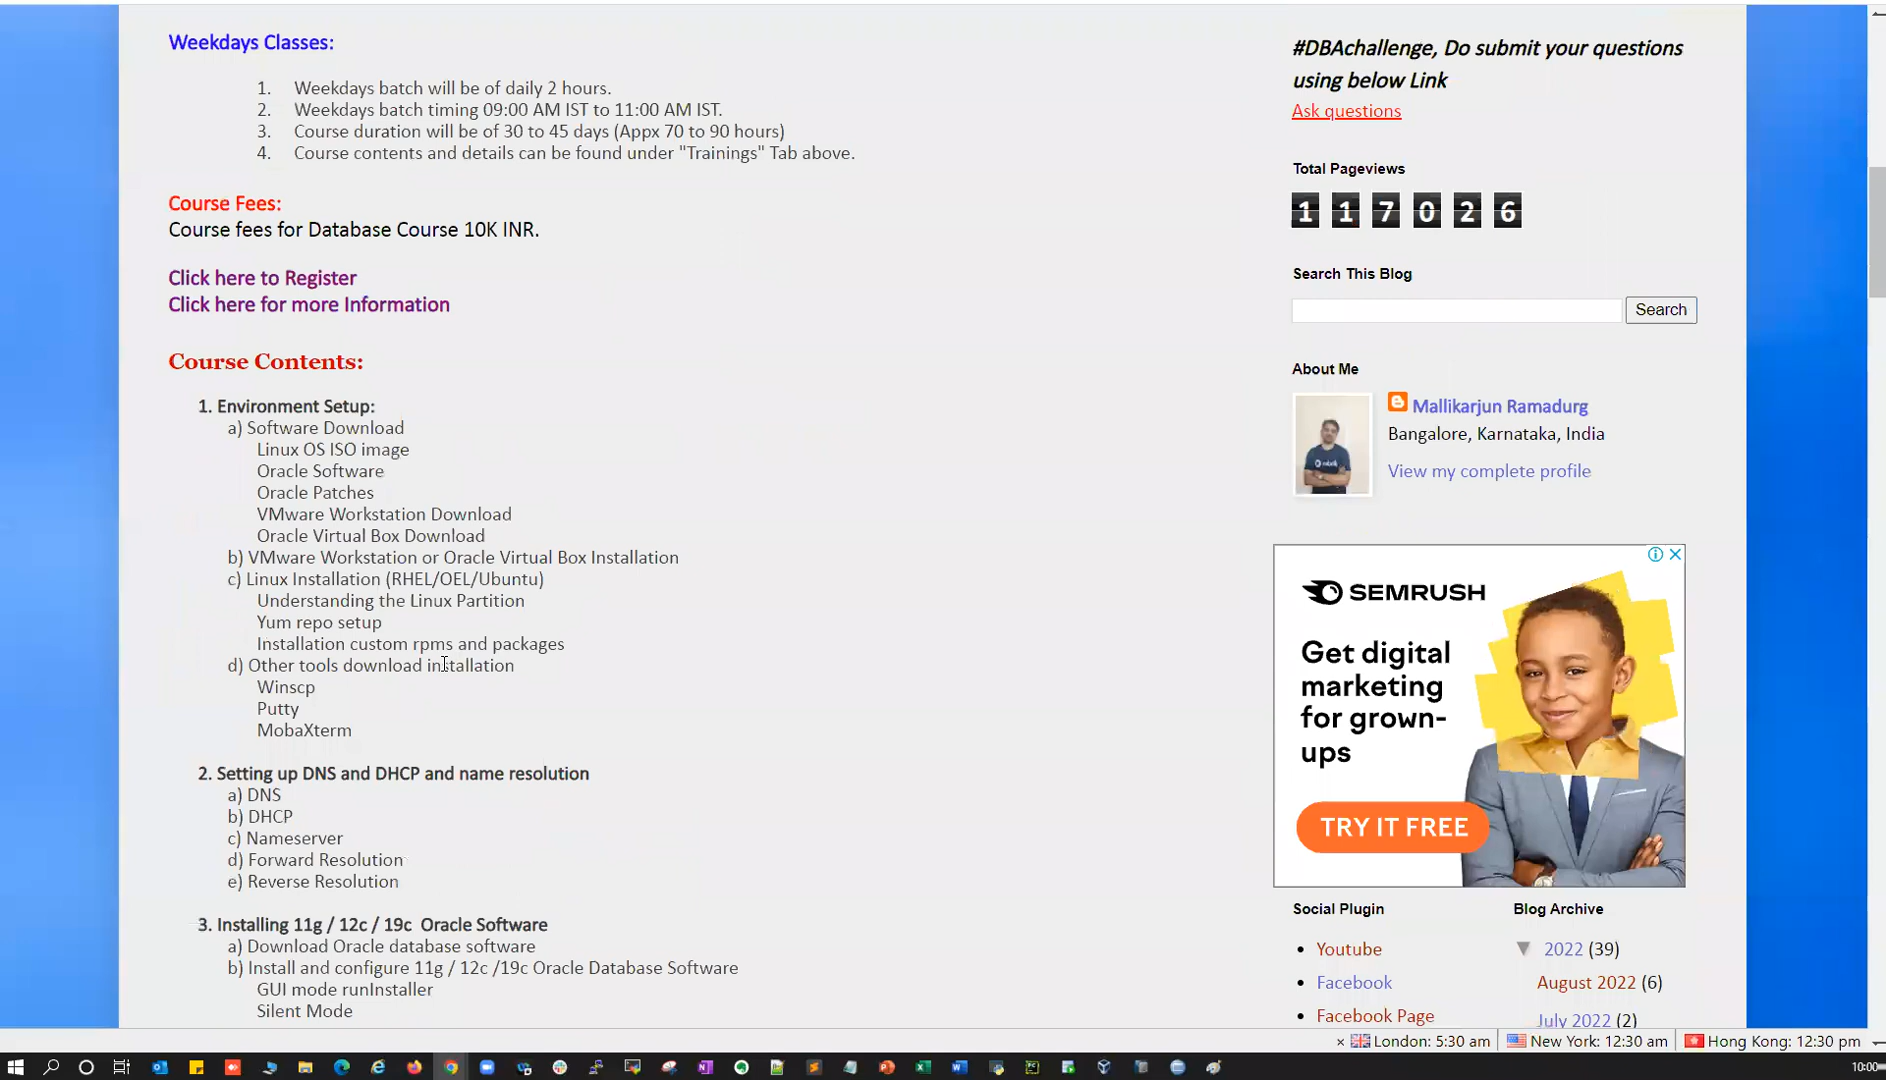 Weekdays Classes:
1. Weekdays batch will be of daily 2 hours.
2. Weekdays batch timing 09:00 AM IST to 11:00 AM IST.
3. Course duration will be of 30 to 45 days (Appx 70 to 90 hours)
4. Course contents and details can be found under "Trainings" Tab above.
Course Fees:
Course fees for Database Course 10K INR.
Click here to Register
Click here for more Information
Course Contents:
1. Environment Setup:
a) Software Download
Linux OS ISO image
Oracle Software
Oracle Patches
VMware Workstation Download
Oracle Virtual Box Download
b) VMware Workstation or Oracle Virtual Box Installation
c) Linux Installation (RHEL/OEL/Ubuntu)
Understanding the Linux Partition
Yum repo setup
Installation custom rpms and packages
d) Other tools download installation
Winscp
Putty
MobaXterm
2. Setting up DNS and DHCP and name resolution
a) DNS
b) DHCP
c) Nameserver
d) Forward Resolution
e) Reverse Resolution
3. Installing 11g / 12c / 19c Oracle Software
a) Download Oracle database software
b) Install and configure 11g / 12c /19c Oracle Database Software
GUI mode runInstaller
Silent Mode
#DBAchallenge, Do submit your questions
using below Link
Ask questions
Total Pageviews
1 1 7 0 2 6
Search This Blog
Search
About Me
Mallikarjun Ramadurg
Bangalore, Karnataka, India
View my complete profile
SEMRUSH
Get digital
marketing
for grown-
ups
TRY IT FREE
Social Plugin
Youtube
Facebook
Facebook Page
Blog Archive
2022 (39)
August 2022 (6)
July 2022 (2)
London: 5:30 am
New York: 12:30 am
Hong Kong: 12:30 pm
10:00